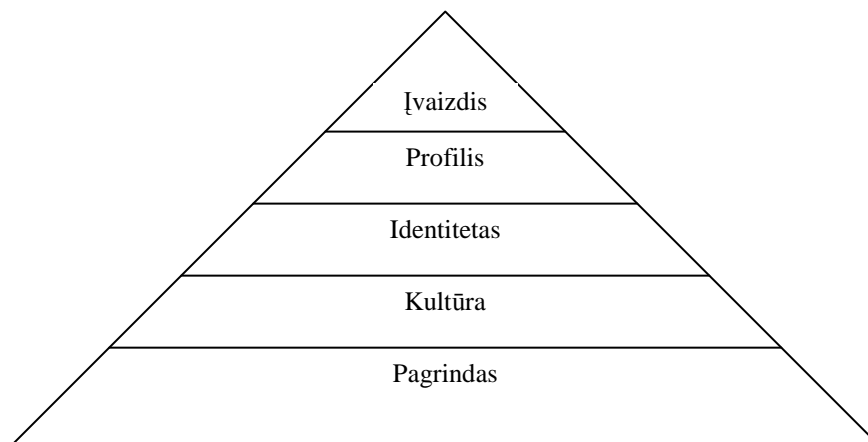 Įvaizdis
Profilis
Identitetas
Kultūra
Pagrindas